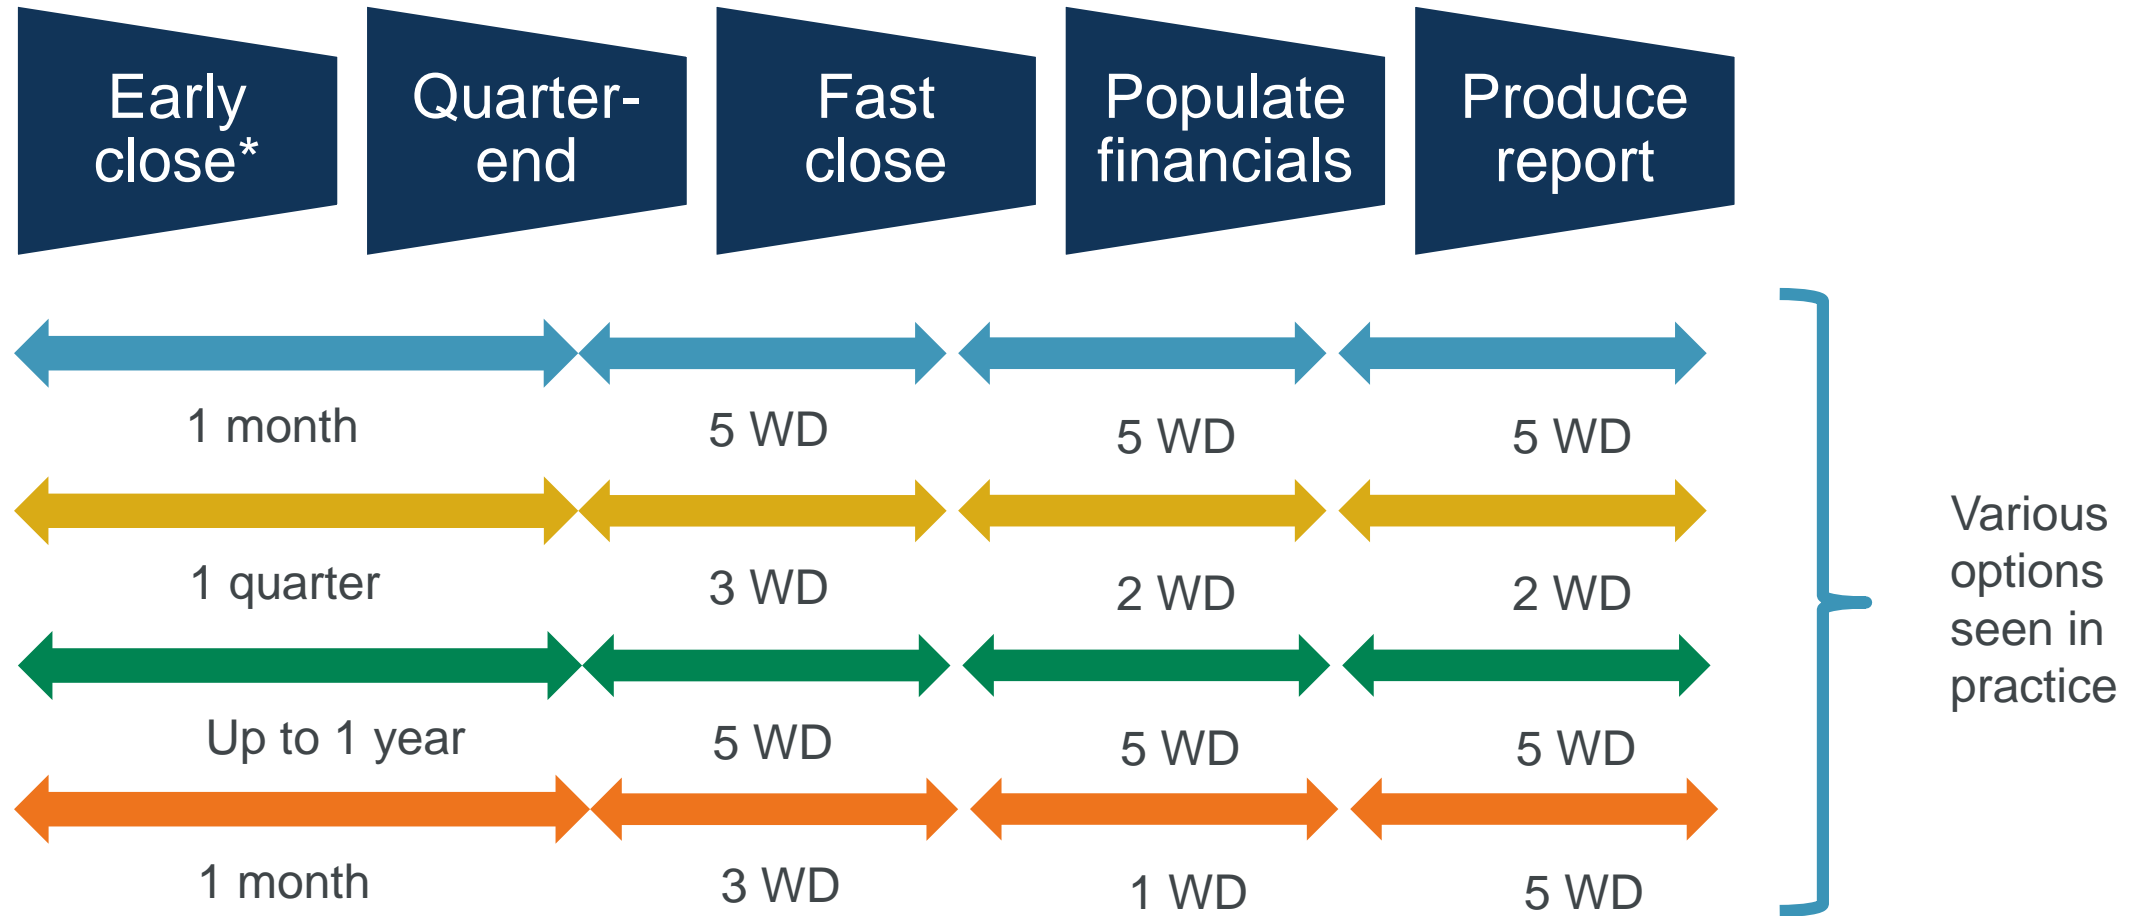 Early
close*
Quarter-
end
Fast
close
Populate
financials
Produce
report
1 month
5 WD
5 WD
5 WD
1 quarter
3 WD
2 WD
2 WD
Up to 1 year
5 WD
5 WD
5 WD
1 month
3 WD
1 WD
5 WD
Various
options
seen in
practice